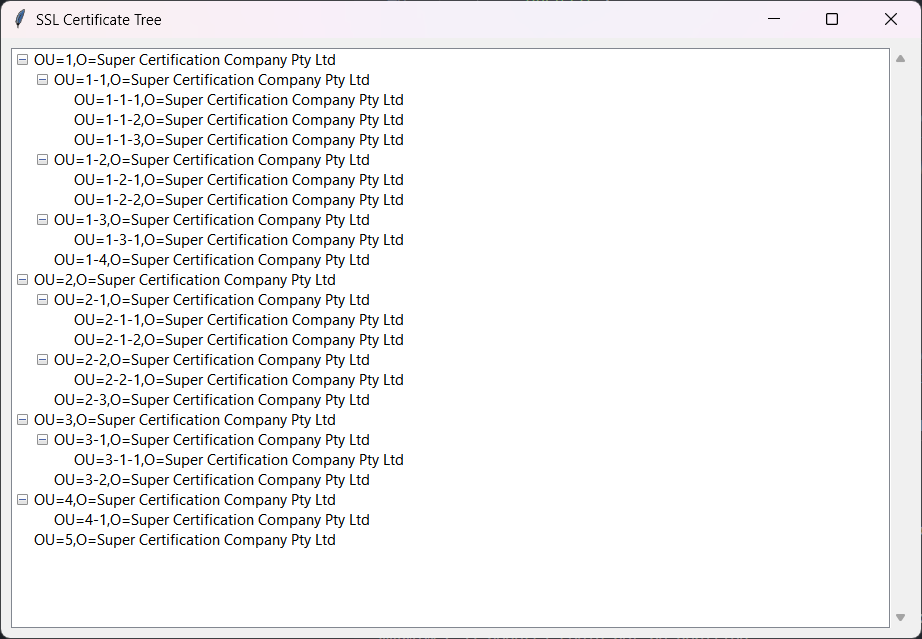 SSL Certificate Tree
OU=1,O=Super Certification Company Pty Ltd
OU=1-1,O=Super Certification Company Pty Ltd
OU=1-1-1,O=Super Certification Company Pty Ltd
OU=1-1-2,O=Super Certification Company Pty Ltd
OU=1-1-3,O=Super Certification Company Pty Ltd
OU=1-2,O=Super Certification Company Pty Ltd
OU=1-2-1,O=Super Certification Company Pty Ltd
OU=1-2-2,O=Super Certification Company Pty Ltd
OU=1-3,O=Super Certification Company Pty Ltd
OU=1-3-1,O=Super Certification Company Pty Ltd
OU=1-4,O=Super Certification Company Pty Ltd
OU=2,O=Super Certification Company Pty Ltd
OU=2-1,O=Super Certification Company Pty Ltd
OU=2-1-1,O=Super Certification Company Pty Ltd
OU=2-1-2,O=Super Certification Company Pty Ltd
OU=2-2,O=Super Certification Company Pty Ltd
OU=2-2-1,O=Super Certification Company Pty Ltd
OU=2-3,O=Super Certification Company Pty Ltd
OU=3,O=Super Certification Company Pty Ltd
OU=3-1,O=Super Certification Company Pty Ltd
OU=3-1-1,O=Super Certification Company Pty Ltd
OU=3-2,O=Super Certification Company Pty Ltd
OU=4,O=Super Certification Company Pty Ltd
OU=4-1,O=Super Certification Company Pty Ltd
OU=5,O=Super Certification Company Pty Ltd